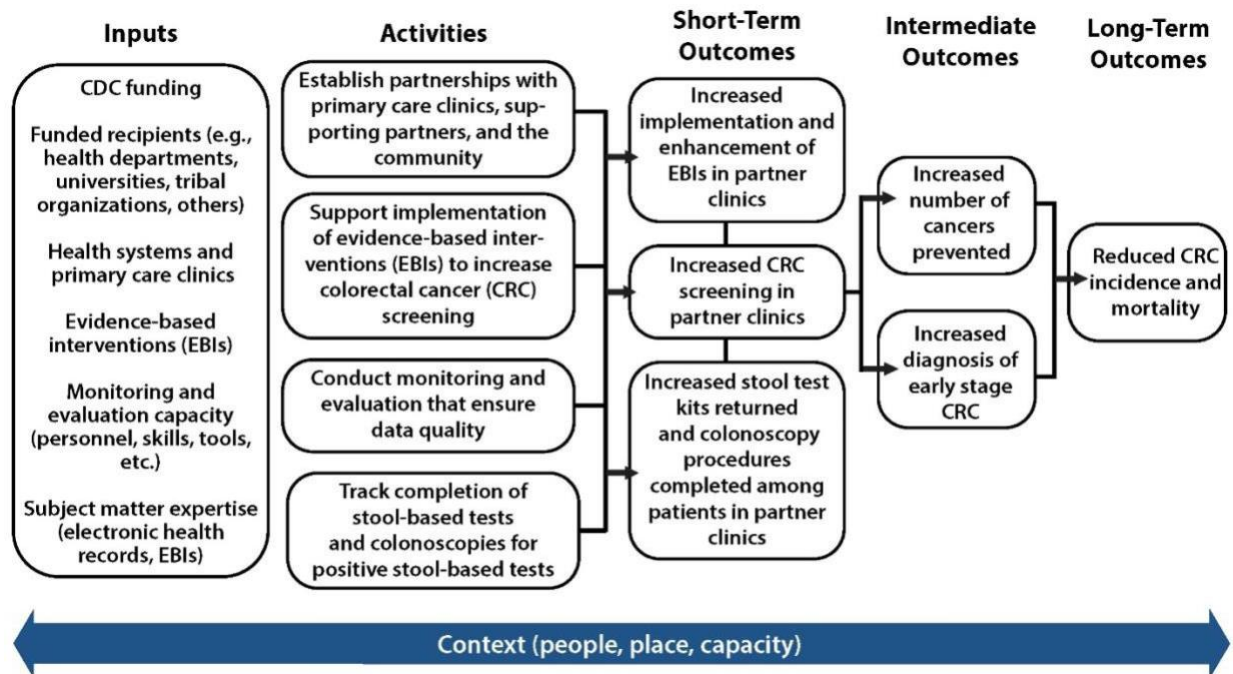 Inputs
CDC funding
Funded recipients (e.g.,
health departments,
universities, tribal
organizations, others)
Health systems and
primary care clinics
Evidence-based
interventions (EBIs)
Monitoring and
evaluation capacity
(personnel, skills, tools,
etc.)
Subject matter expertise
(electronic health
records, EBIs)
Activities
Establish partnerships with
primary care clinics, sup-
porting partners, and the
community
Support implementation
of evidence-based inter-
ventions (EBIs) to increase
colorectal cancer (CRC)
screening
Conduct monitoring and
evaluation that ensure
data quality
Track completion of
stool-based tests
and colonoscopies for
positive stool-based tests
Short-Term
Outcomes
Increased
implementation and
enhancement of
EBIs in partner
clinics
Increased CRC
screening in
partner clinics
Increased stool test
kits returned
and colonoscopy
procedures
completed among
patients in partner
clinics
Intermediate
Outcomes
Increased
number of
cancers
prevented
Increased
diagnosis of
early stage
CRC
Long-Term
Outcomes
Reduced CRC
incidence and
mortality
Context (people, place, capacity)